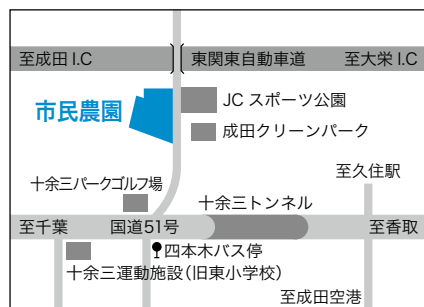 至成田 I.C
東関東自動車道
至大栄 I.C
市民農園
JC スポーツ公園
成田クリーンパーク
至久住駅
十余三パークゴルフ場
十余三トンネル
至千葉
国道51号
至香取
四本木バス停
十余三運動施設(旧東小学校)
至成田空港